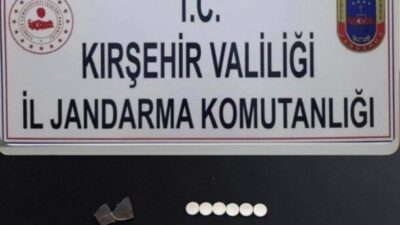 T.C.
KIRŞEHİR VALİLİĞİ
İL JANDARMA KOMUTANLIĞI